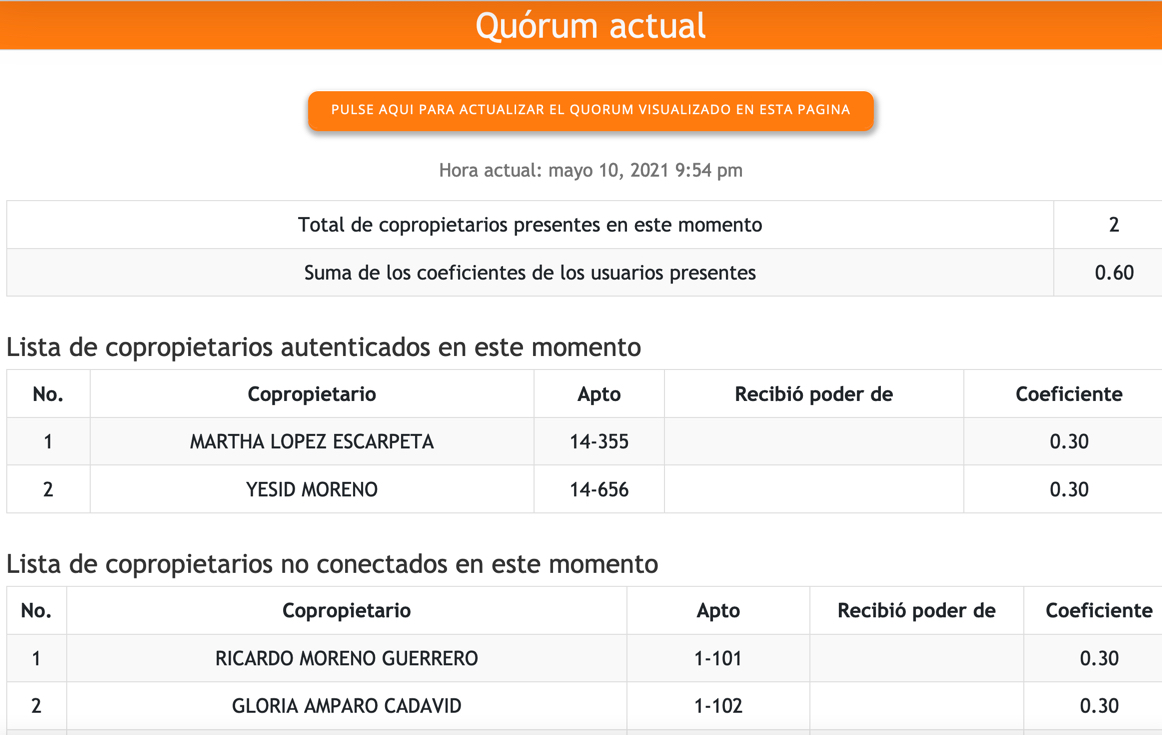 Quórum actual
PULSE AQUI PARA ACTUALIZAR EL QUORUM VISUALIZADO EN ESTA PAGINA
Hora actual: mayo 10, 2021 9:54 pm
Total de copropietarios presentes en este momento 2
Suma de los coeficientes de los usuarios presentes 0.60
Lista de copropietarios autenticados en este momento
No. Copropietario Apto Recibió poder de Coeficiente
1 MARTHA LOPEZ ESCARPETA 14-355 0.30
2 YESID MORENO 14-656 0.30
Lista de copropietarios no conectados en este momento
No. Copropietario Apto Recibió poder de Coeficiente
1 RICARDO MORENO GUERRERO 1-101 0.30
2 GLORIA AMPARO CADAVID 1-102 0.30